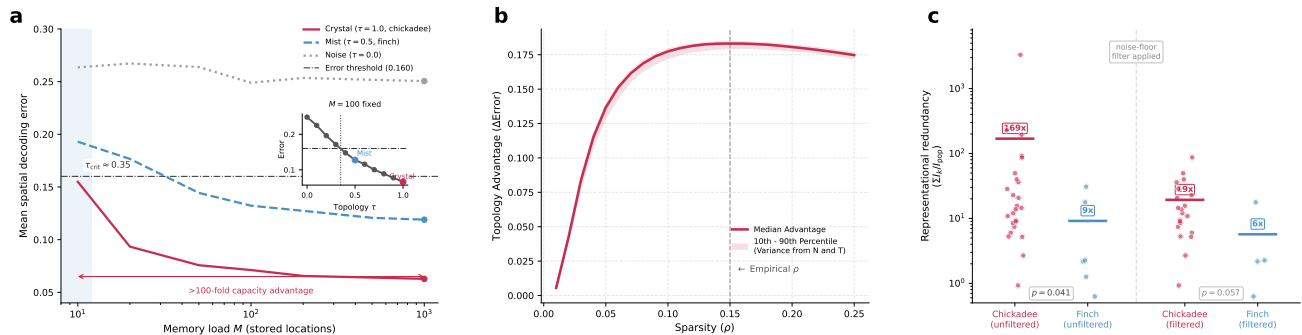 a
0.30
0.25
0.20
0.15
0.10
0.05
Mean spatial decoding error
10¹
10²
10³
Memory load M (stored locations)
Crystal (τ = 1.0, chickadee)
Mist (τ = 0.5, finch)
Noise (τ = 0.0)
Error threshold (0.160)
τcrit ≈ 0.35
>100-fold capacity advantage
M = 100 fixed
Error
0.2
0.1
Mist
Crystal
0.0
0.5
1.0
Topology τ
b
0.175
0.150
0.125
0.100
0.075
0.050
0.025
0.000
Topology Advantage (ΔError)
0.00
0.05
0.10
0.15
0.20
0.25
Sparsity (ρ)
Median Advantage
10th - 90th Percentile
(Variance from N and T)
← Empirical ρ
c
noise-floor
filter applied
10³
10²
10¹
10⁰
Representational redundancy
(ΣIₖ/Ipop)
169x
9x
19x
6x
p = 0.041
p = 0.057
Chickadee
(unfiltered)
Finch
(unfiltered)
Chickadee
(filtered)
Finch
(filtered)